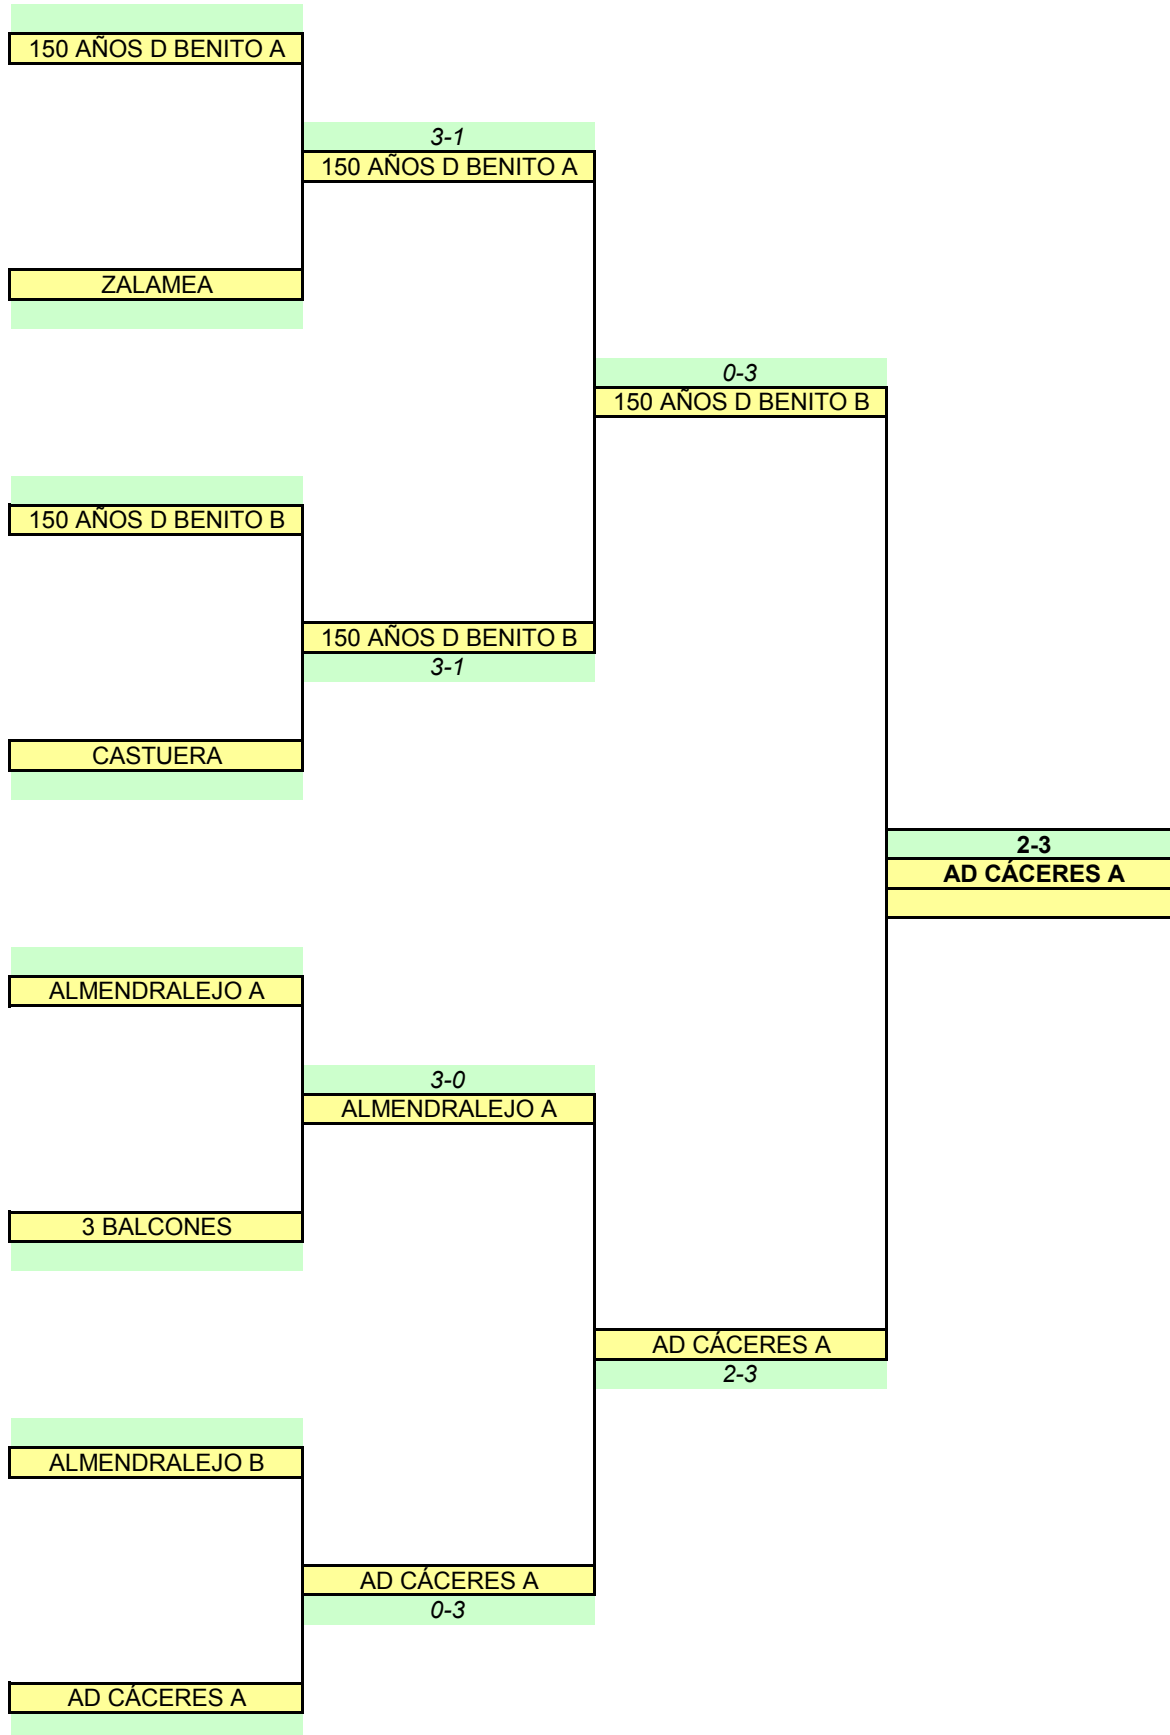 150 AÑOS D BENITO A
3-1
150 AÑOS D BENITO A
ZALAMEA
0-3
150 AÑOS D BENITO B
150 AÑOS D BENITO B
150 AÑOS D BENITO B
3-1
CASTUERA
2-3
AD CÁCERES A
ALMENDRALEJO A
3-0
ALMENDRALEJO A
3 BALCONES
AD CÁCERES A
2-3
ALMENDRALEJO B
AD CÁCERES A
0-3
AD CÁCERES A